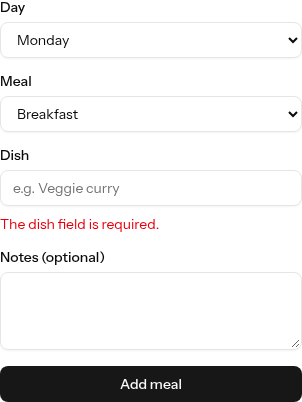 Day
Monday
Meal
Breakfast
Dish
e.g. Veggie curry
The dish field is required.
Notes (optional)
Add meal